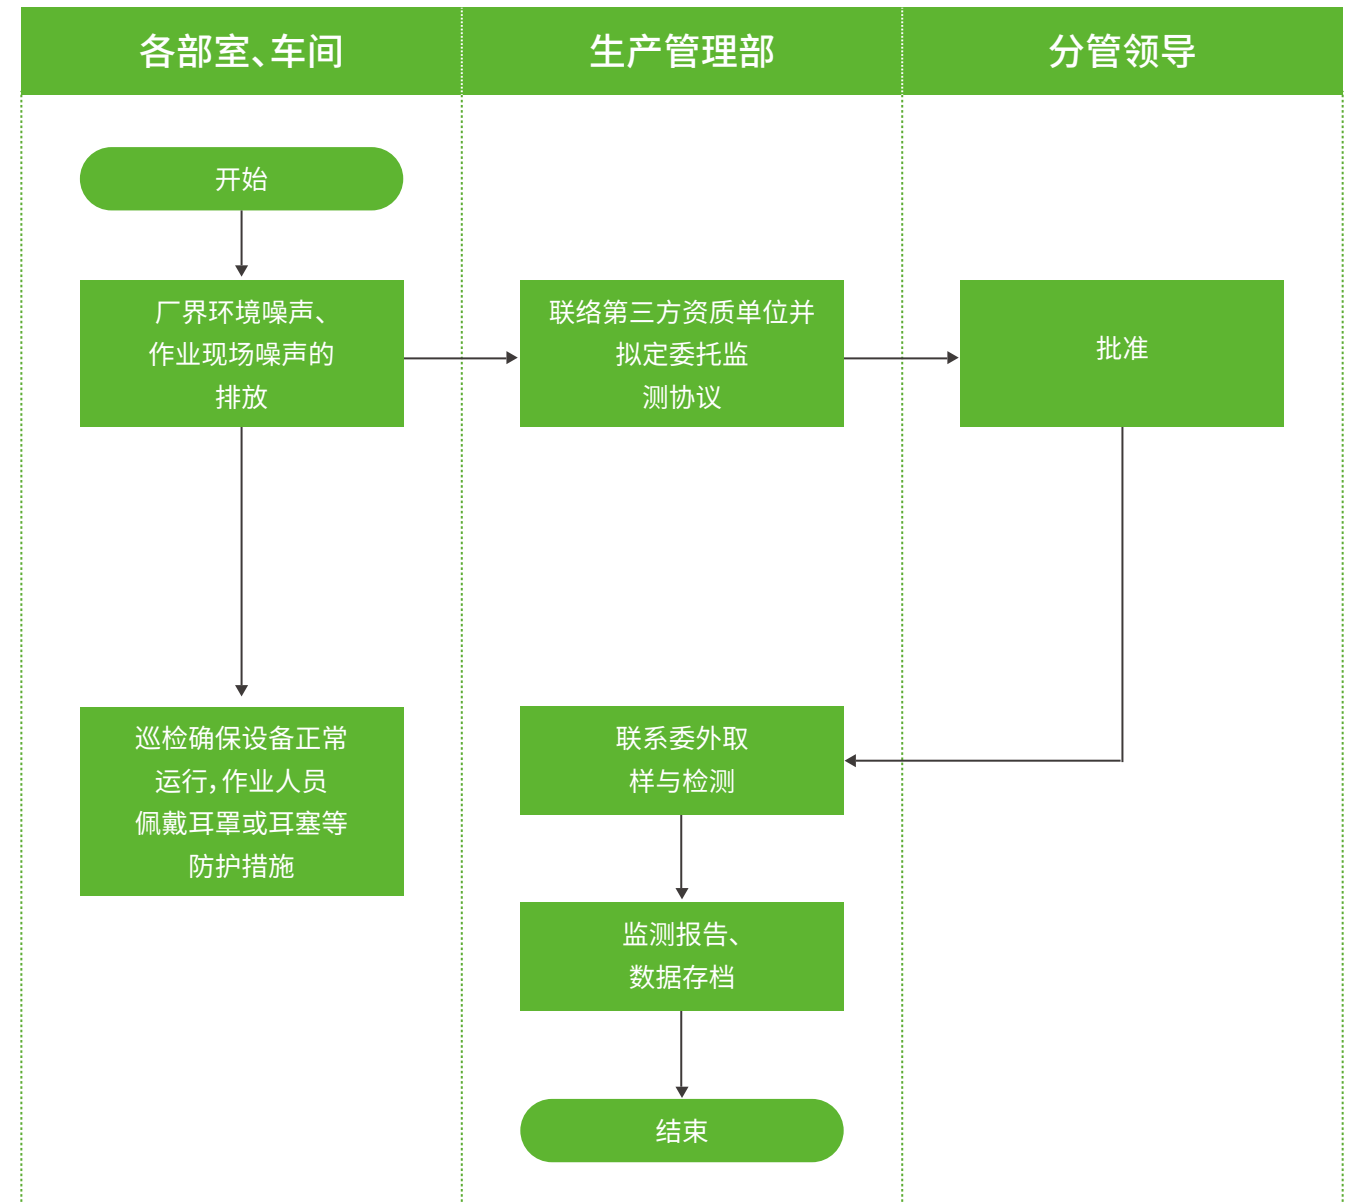 各部室、车间
生产管理部
分管领导
开始
厂界环境噪声、
作业现场噪声的
排放
联络第三方资质单位并
拟定委托监
测协议
批准
巡检确保设备正常
运行，作业人员
佩戴耳罩或耳塞等
防护措施
联系委外取
样与检测
监测报告、
数据存档
结束